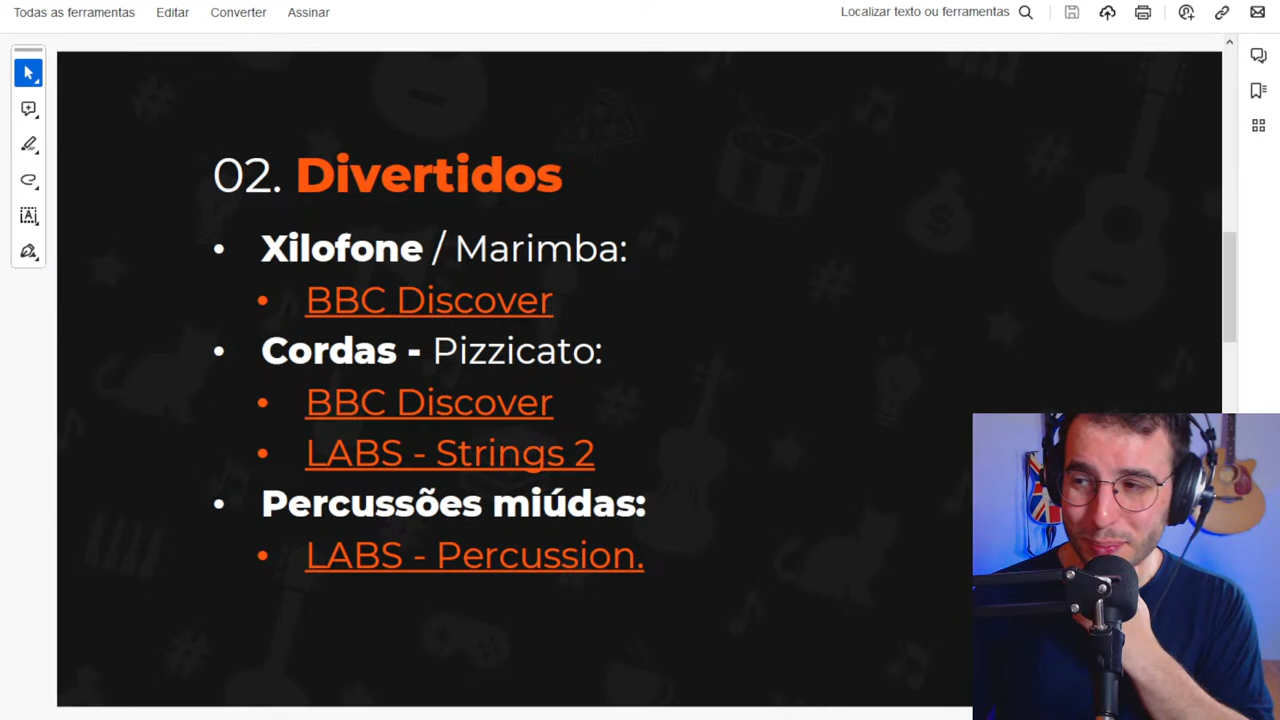 Todas as ferramentas Editar Converter Assinar Localizar texto ou ferramentas
02. Divertidos
• Xilofone / Marimba:
• BBC Discover
• Cordas - Pizzicato:
• BBC Discover
• LABS - Strings 2
• Percussões miúdas:
• LABS - Percussion.